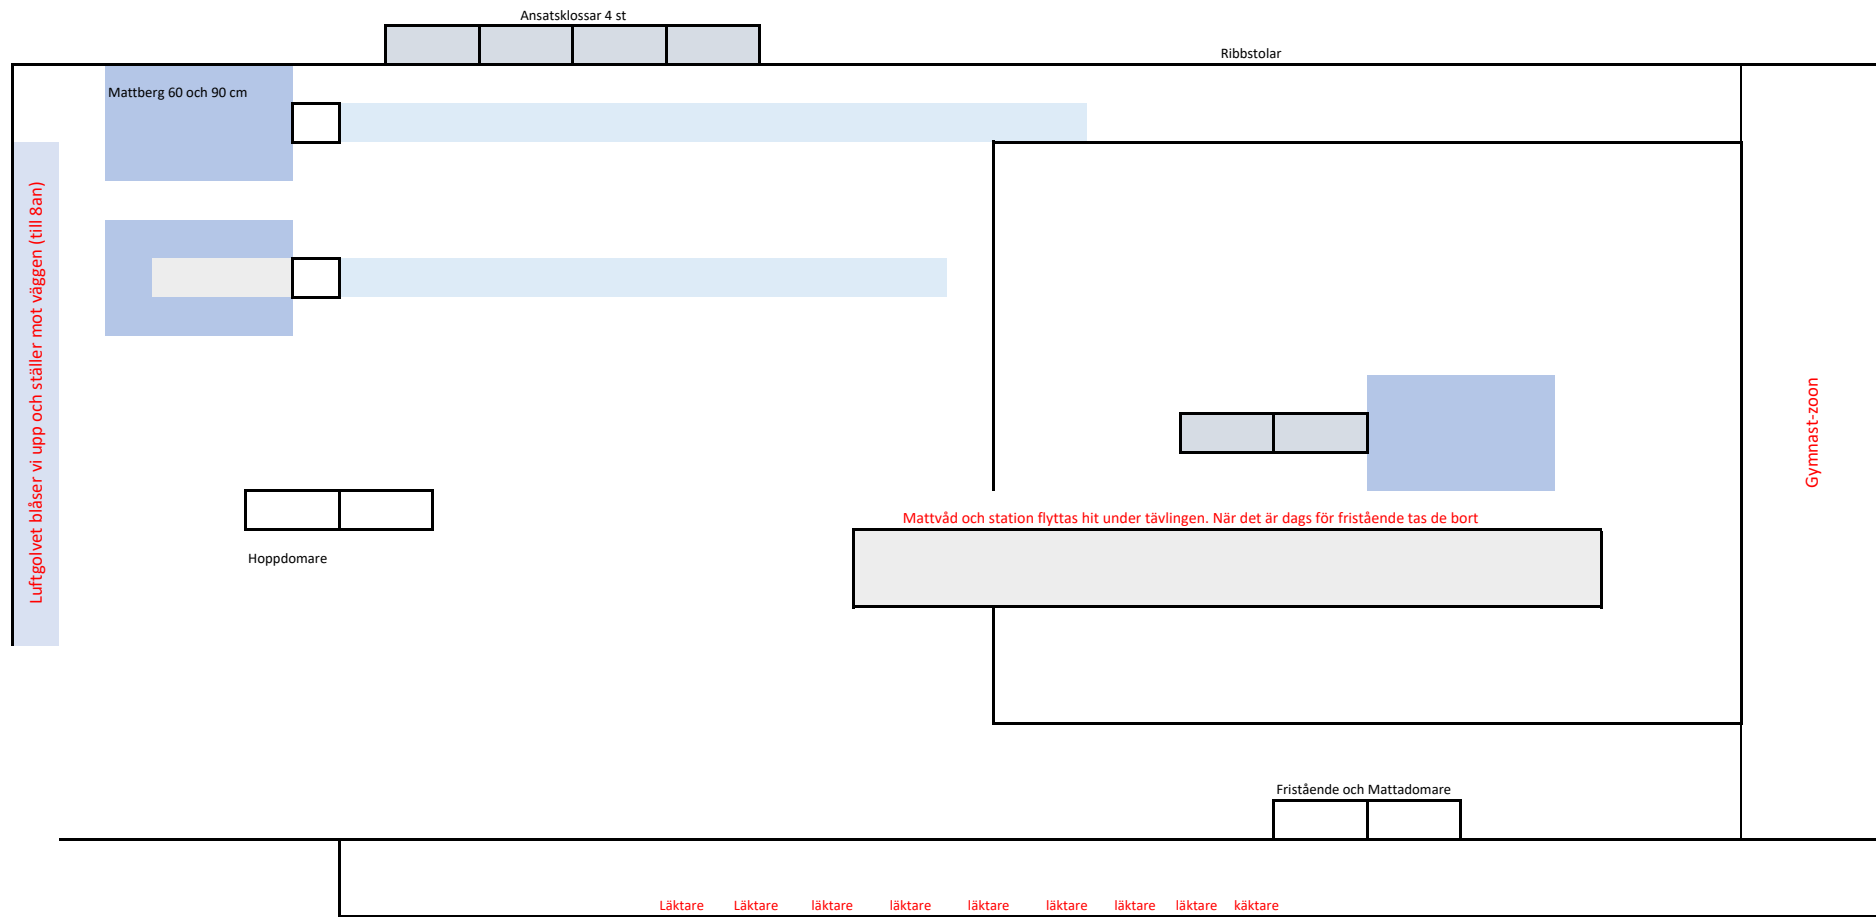 Ansatsklossar 4 st
Ribbstolar
Mattberg 60 och 90 cm
Luftgolvet blåser vi upp och ställer mot väggen (till 8an)
Gymnast-zoon
Mattvåd och station flyttas hit under tävlingen. När det är dags för fristående tas de bort
Hoppdomare
Fristående och Mattadomare
Läktare Läktare läktare läktare läktare läktare läktare läktare käktare